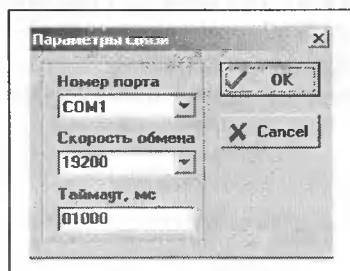 Параметры связи
Номер порта
COM1
OK
Скорость обмена
19200
Cancel
Таймаут, мс
01000